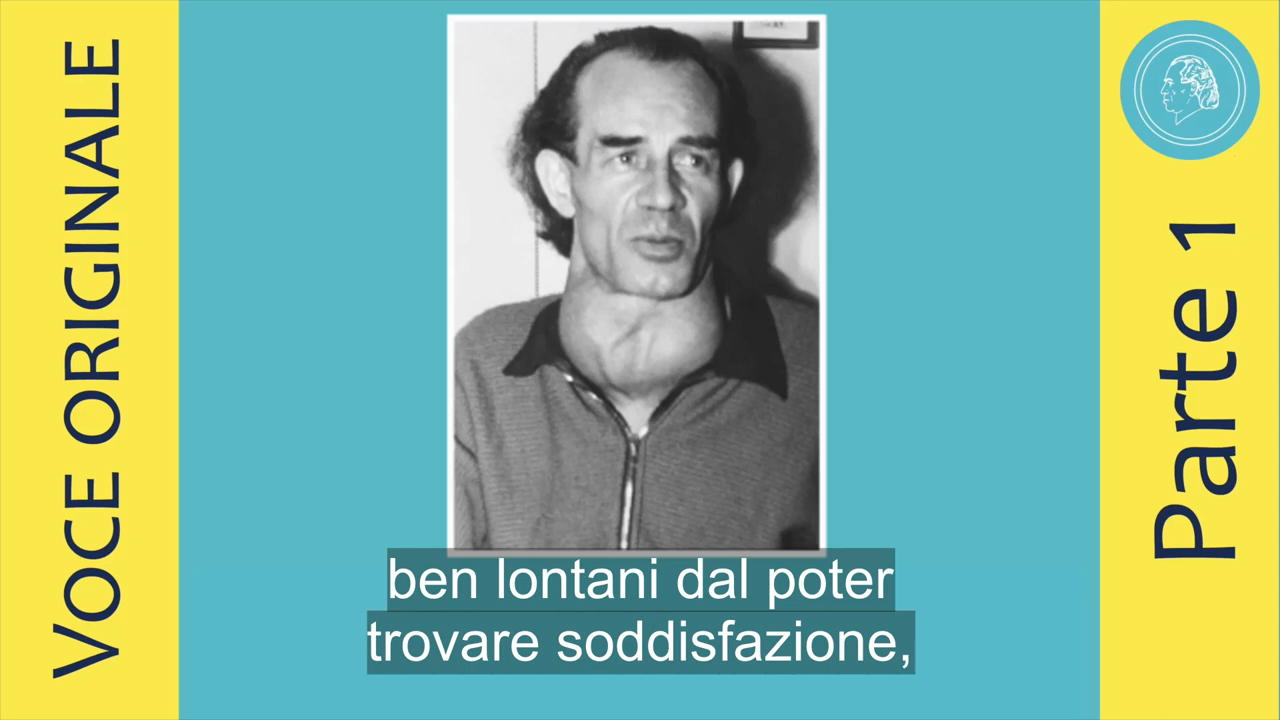 VOCE ORIGINALE
ben lontani dal poter
trovare soddisfazione,
Parte 1